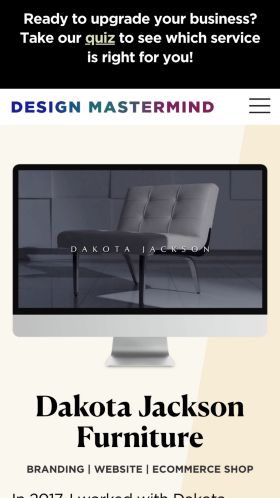 Ready to upgrade your business?
Take our quiz to see which service
is right for you!
DESIGN MASTERMIND
DAKOTA JACKSON
Dakota Jackson
Furniture
BRANDING | WEBSITE | ECOMMERCE SHOP
In 2017, I worked with Dakota